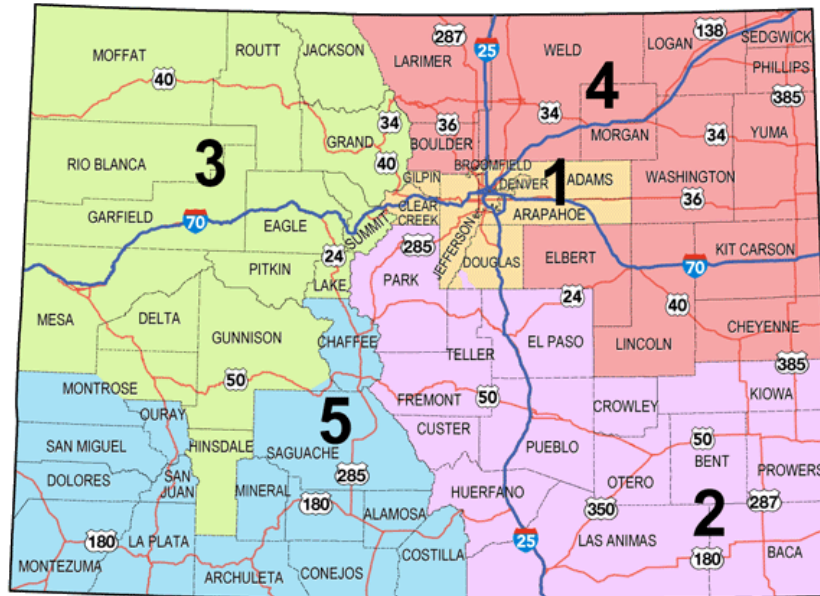 MOFFAT
ROUTT
JACKSON
LARIMER
287
25
WELD
LOGAN
138
SEDGWICK
PHILLIPS
40
385
34
36
4
34
MORGAN
34
YUMA
GRAND
BOULDER
RIO BLANCA
3
40
GILPIN
BROOMFIELD
DENVER
1
ADAMS
WASHINGTON
36
GARFIELD
70
EAGLE
SUMMIT
CLEAR
CREEK
ARAPAHOE
JEFFERSON
285
24
PITKIN
LAKE
PARK
DOUGLAS
ELBERT
70
KIT CARSON
24
40
MESA
DELTA
GUNNISON
CHAFFEE
TELLER
EL PASO
LINCOLN
CHEYENNE
385
50
MONTROSE
OURAY
FREMONT
50
CROWLEY
KIOWA
5
CUSTER
SAN MIGUEL
HINSDALE
SAGUACHE
PUEBLO
50
BENT
PROWERS
DOLORES
SAN
JUAN
MINERAL
285
HUERFANO
OTERO
2
287
180
ALAMOSA
350
180
LA PLATA
COSTILLA
25
LAS ANIMAS
180
BACA
MONTEZUMA
ARCHULETA
CONEJOS